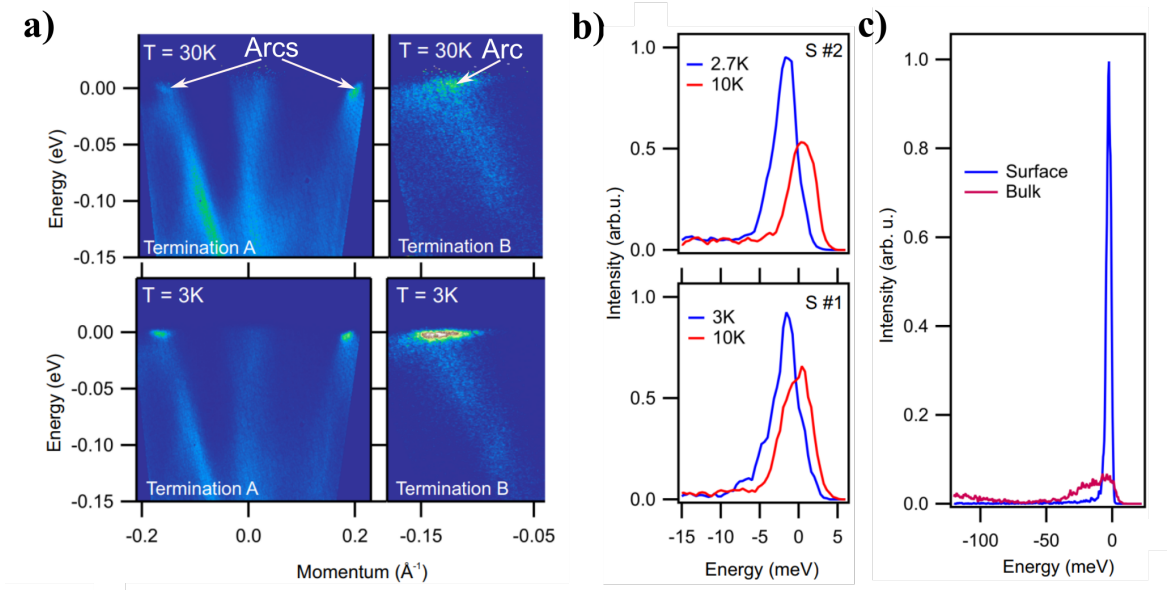 a)
T = 30K
Arcs
T = 30K
Arc
0.00
-0.05
-0.10
-0.15
Energy (eV)
Termination A
Termination B
T = 3K
T = 3K
0.00
-0.05
-0.10
-0.15
Energy (eV)
Termination A
Termination B
-0.2
0.0
0.2
-0.15
-0.05
Momentum (Å⁻¹)
b)
1.0
0.5
0.0
S #2
2.7K
10K
Intensity (arb.u.)
1.0
0.5
0.0
S #1
3K
10K
-15
-10
-5
0
5
Energy (meV)
c)
1.0
0.8
0.6
0.4
0.2
0.0
Intensity (arb. u.)
Surface
Bulk
-100
-50
0
Energy (meV)